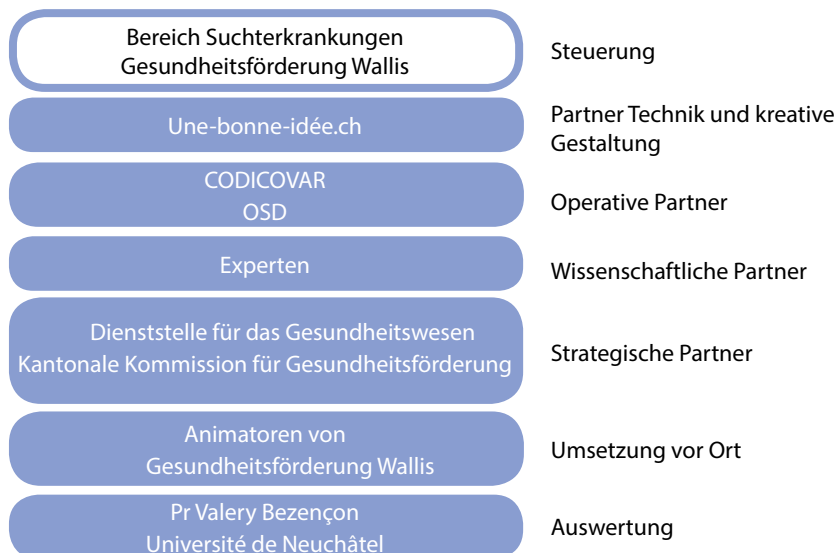 Bereich Suchterkrankungen
Gesundheitsförderung Wallis
Steuerung
Une-bonne-idée.ch
Partner Technik und kreative
Gestaltung
CODICOVAR
OSD
Operative Partner
Experten
Wissenschaftliche Partner
Dienststelle für das Gesundheitswesen
Kantonale Kommission für Gesundheitsförderung
Strategische Partner
Animatoren von
Gesundheitsförderung Wallis
Umsetzung vor Ort
Pr Valery Bezençon
Université de Neuchâtel
Auswertung